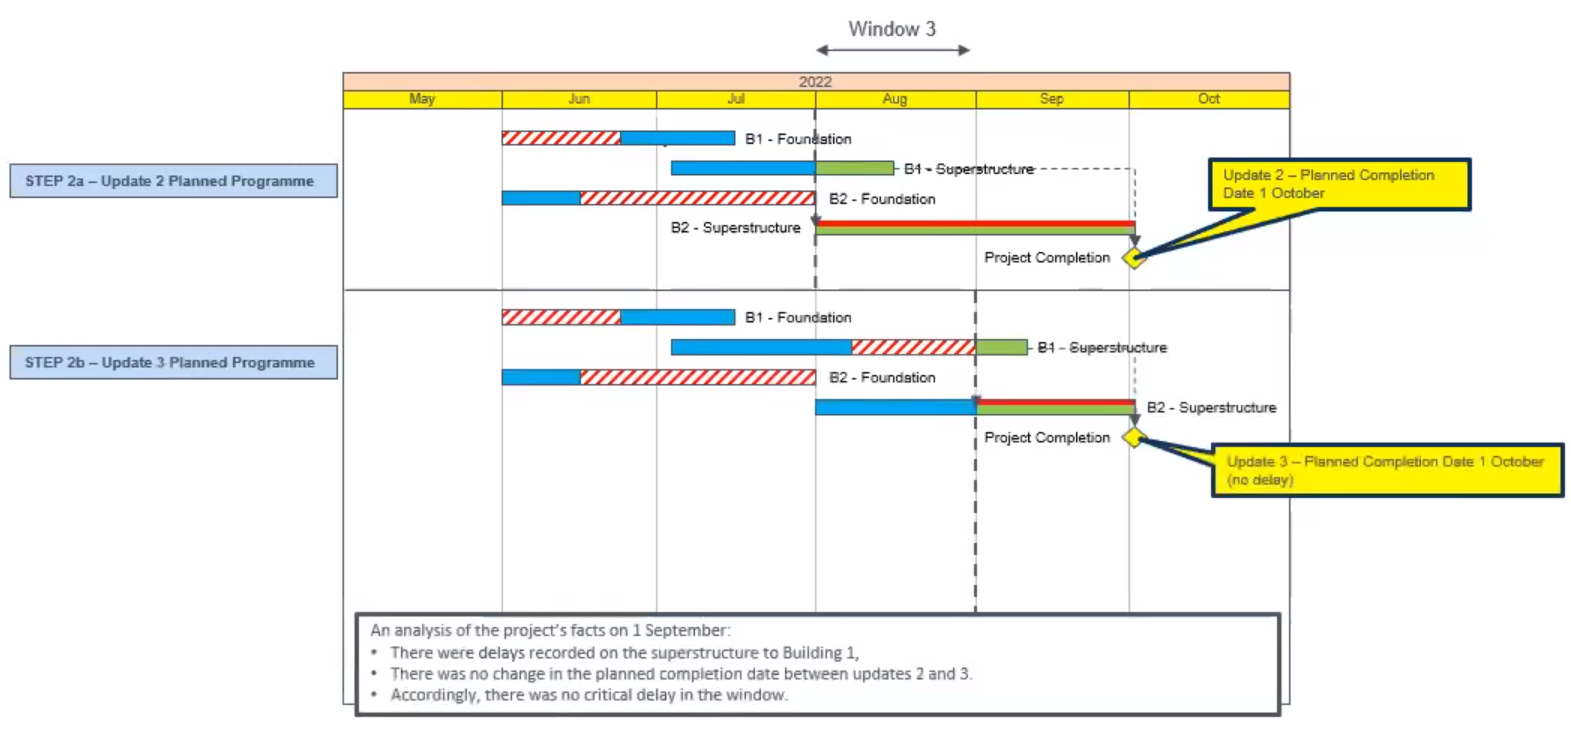 Window 3
2022
May Jun Jul Aug Sep Oct
B1 - Foundation
STEP 2a – Update 2 Planned Programme
B1 - Superstructure
Update 2 – Planned Completion
Date 1 October
B2 - Foundation
B2 - Superstructure
Project Completion
B1 - Foundation
STEP 2b – Update 3 Planned Programme
B1 - Superstructure
B2 - Foundation
B2 - Superstructure
Project Completion
Update 3 – Planned Completion Date 1 October
(no delay)
An analysis of the project's facts on 1 September:
• There were delays recorded on the superstructure to Building 1,
• There was no change in the planned completion date between updates 2 and 3.
• Accordingly, there was no critical delay in the window.